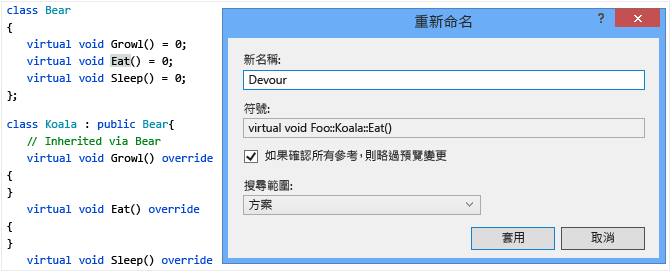 class Bear
{
virtual void Growl() = 0;
virtual void Eat() = 0;
virtual void Sleep() = 0;
};
class Koala : public Bear{
// Inherited via Bear
virtual void Growl() override
{
}
virtual void Eat() override
{
}
virtual void Sleep() override
重新命名
?
新名稱:
Devour
符號:
virtual void Foo::Koala::Eat()
如果確認所有參考，則略過預覽變更
搜尋範圍:
方案
套用
取消